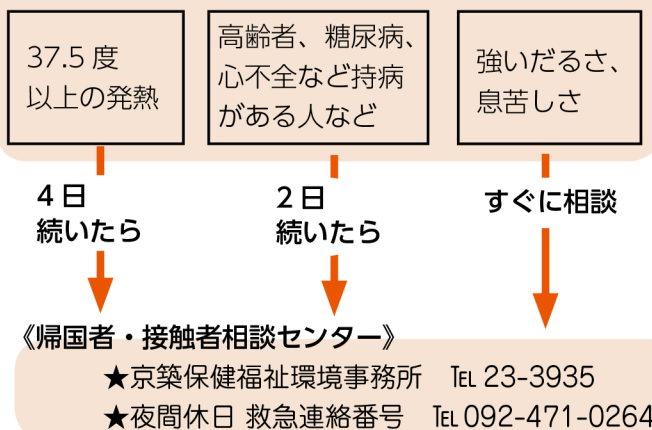 37.5 度
以上の発熱
高齢者、糖尿病、
心不全など持病
がある人など
強いだるさ、
息苦しさ
4日
続いたら
2日
続いたら
すぐに相談
《帰国者・接触者相談センター》
★京築保健福祉環境事務所 ℡ 23-3935
★夜間休日 救急連絡番号 ℡ 092-471-0264